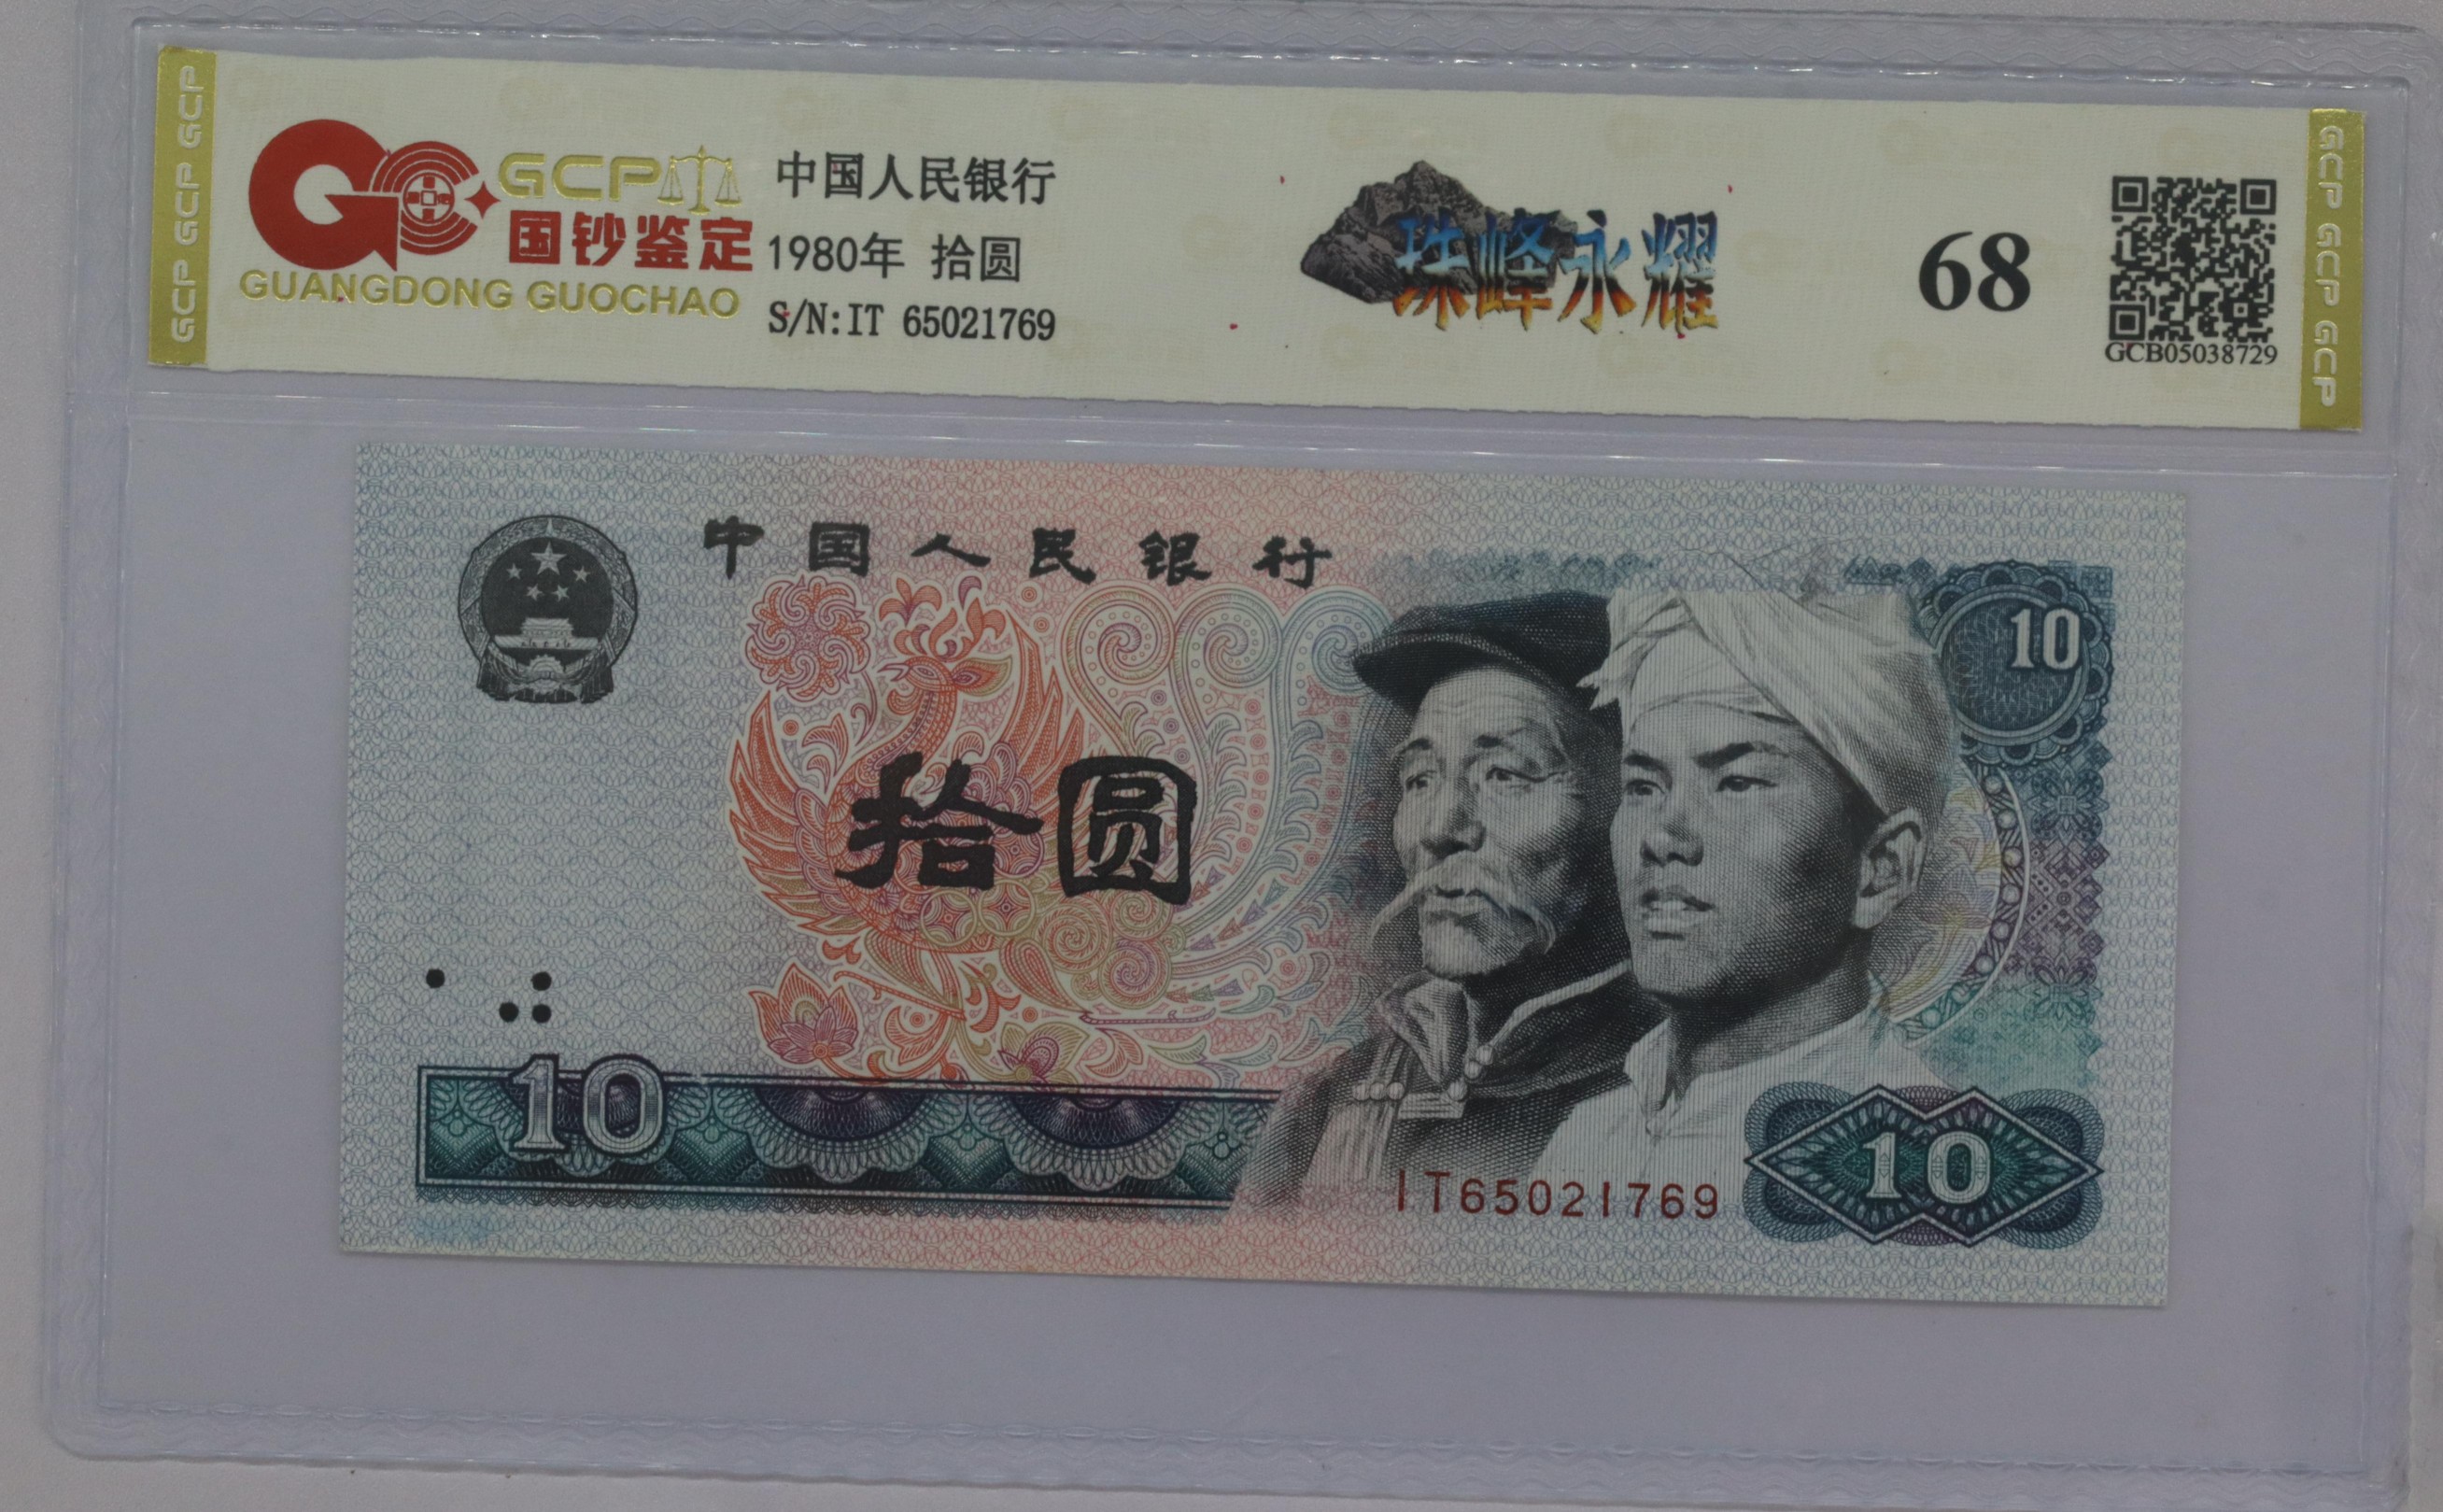 GCP GCP GCP
GCP
国钞鉴定
GUANGDONG GUOCHAO
中国人民银行
1980年 拾圆
S/N:IT 65021769
珠峰永耀
68
GCB05038729
GCP GCP GCP
中国人民银行
10
拾圆
10
IT65021769
10